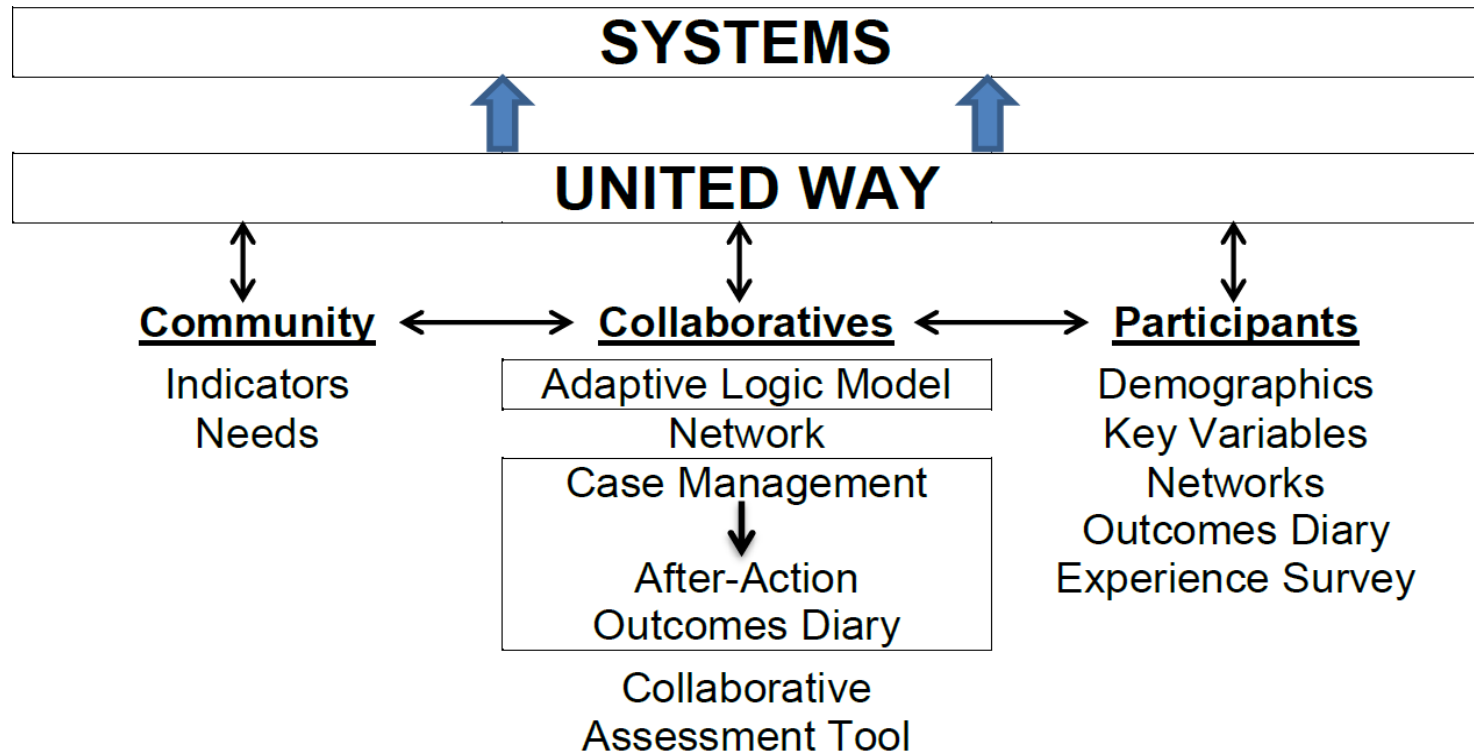 SYSTEMS
UNITED WAY
Community
Indicators
Needs
Collaboratives
Adaptive Logic Model
Network
Case Management
After-Action
Outcomes Diary
Collaborative
Assessment Tool
Participants
Demographics
Key Variables
Networks
Outcomes Diary
Experience Survey